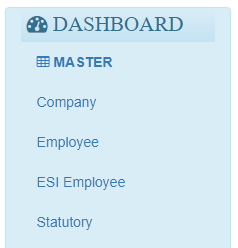 DASHBOARD
MASTER
Company
Employee
ESI Employee
Statutory